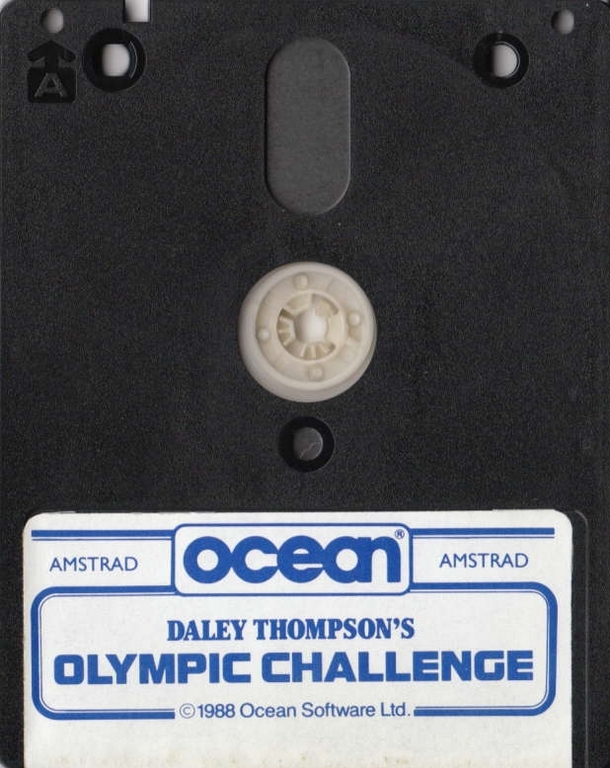 A
ocean®
AMSTRAD AMSTRAD
DALEY THOMPSON'S
OLYMPIC CHALLENGE
©1988 Ocean Software Ltd.